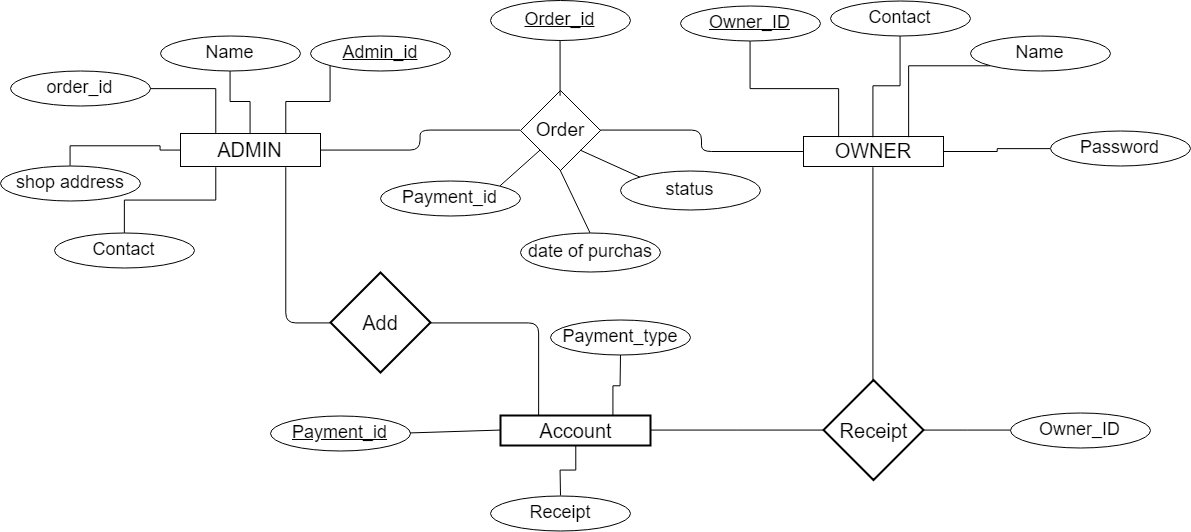 Order_id
Owner_ID
Contact
Name
Admin_id
Name
order_id
Order
ADMIN
OWNER
Password
shop address
Payment_id
status
Contact
date of purchas
Add
Payment_type
Payment_id
Account
Receipt
Owner_ID
Receipt